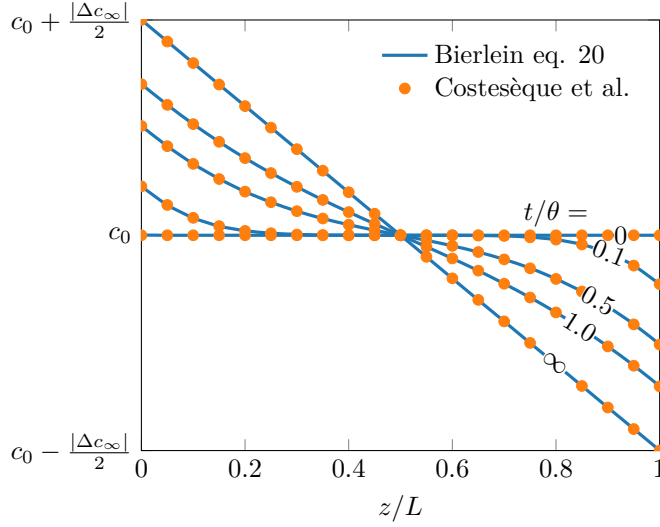 c₀ + |Δc∞|/2
Bierlein eq. 20
Costesèque et al.
t/θ =
c₀
0
0.1
0.5
1.0
∞
c₀ − |Δc∞|/2
0 0.2 0.4 0.6 0.8 1
z/L